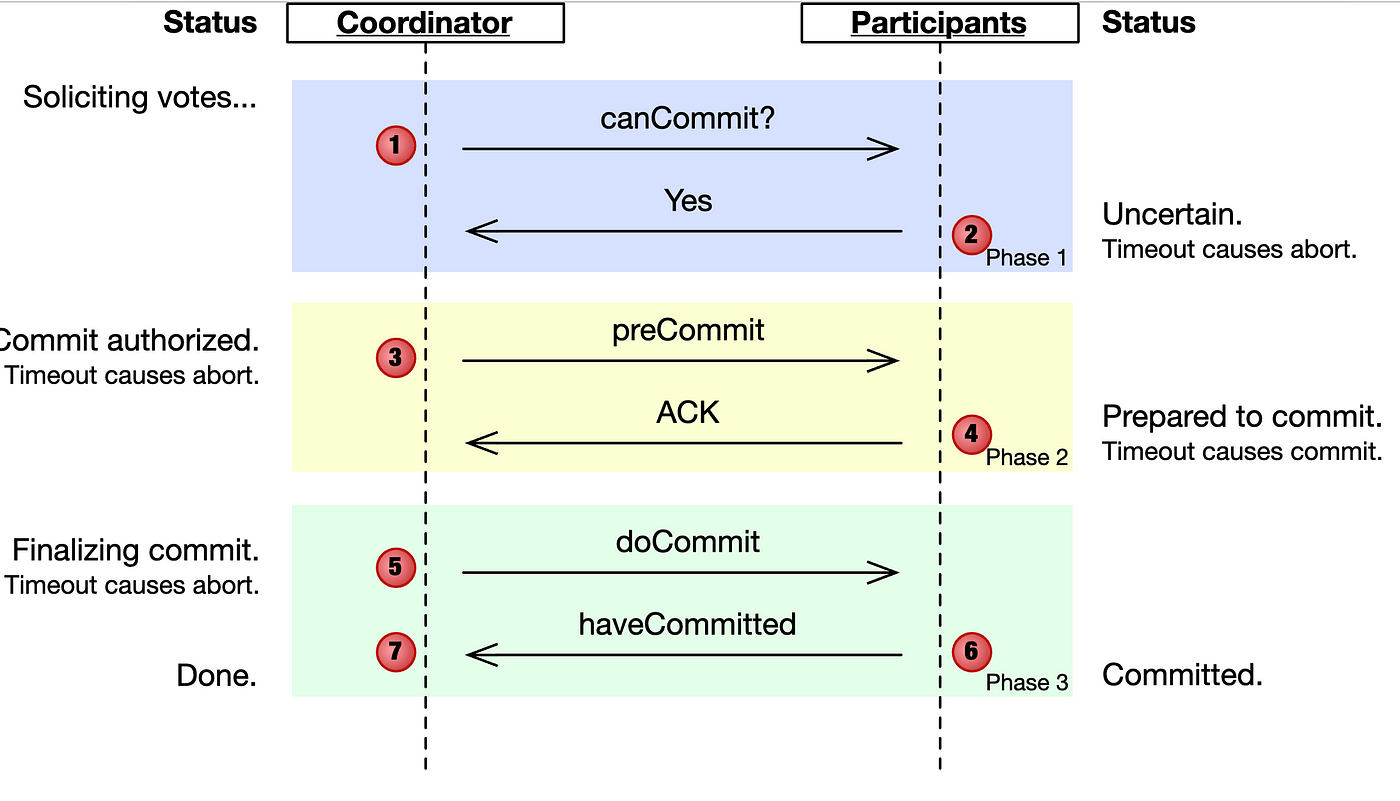 Status
Coordinator
Participants
Status
Soliciting votes...
canCommit?
1
Yes
2
Phase 1
Uncertain.
Timeout causes abort.
Commit authorized.
Timeout causes abort.
preCommit
3
ACK
4
Phase 2
Prepared to commit.
Timeout causes commit.
Finalizing commit.
Timeout causes abort.
doCommit
5
haveCommitted
7
6
Phase 3
Done.
Committed.